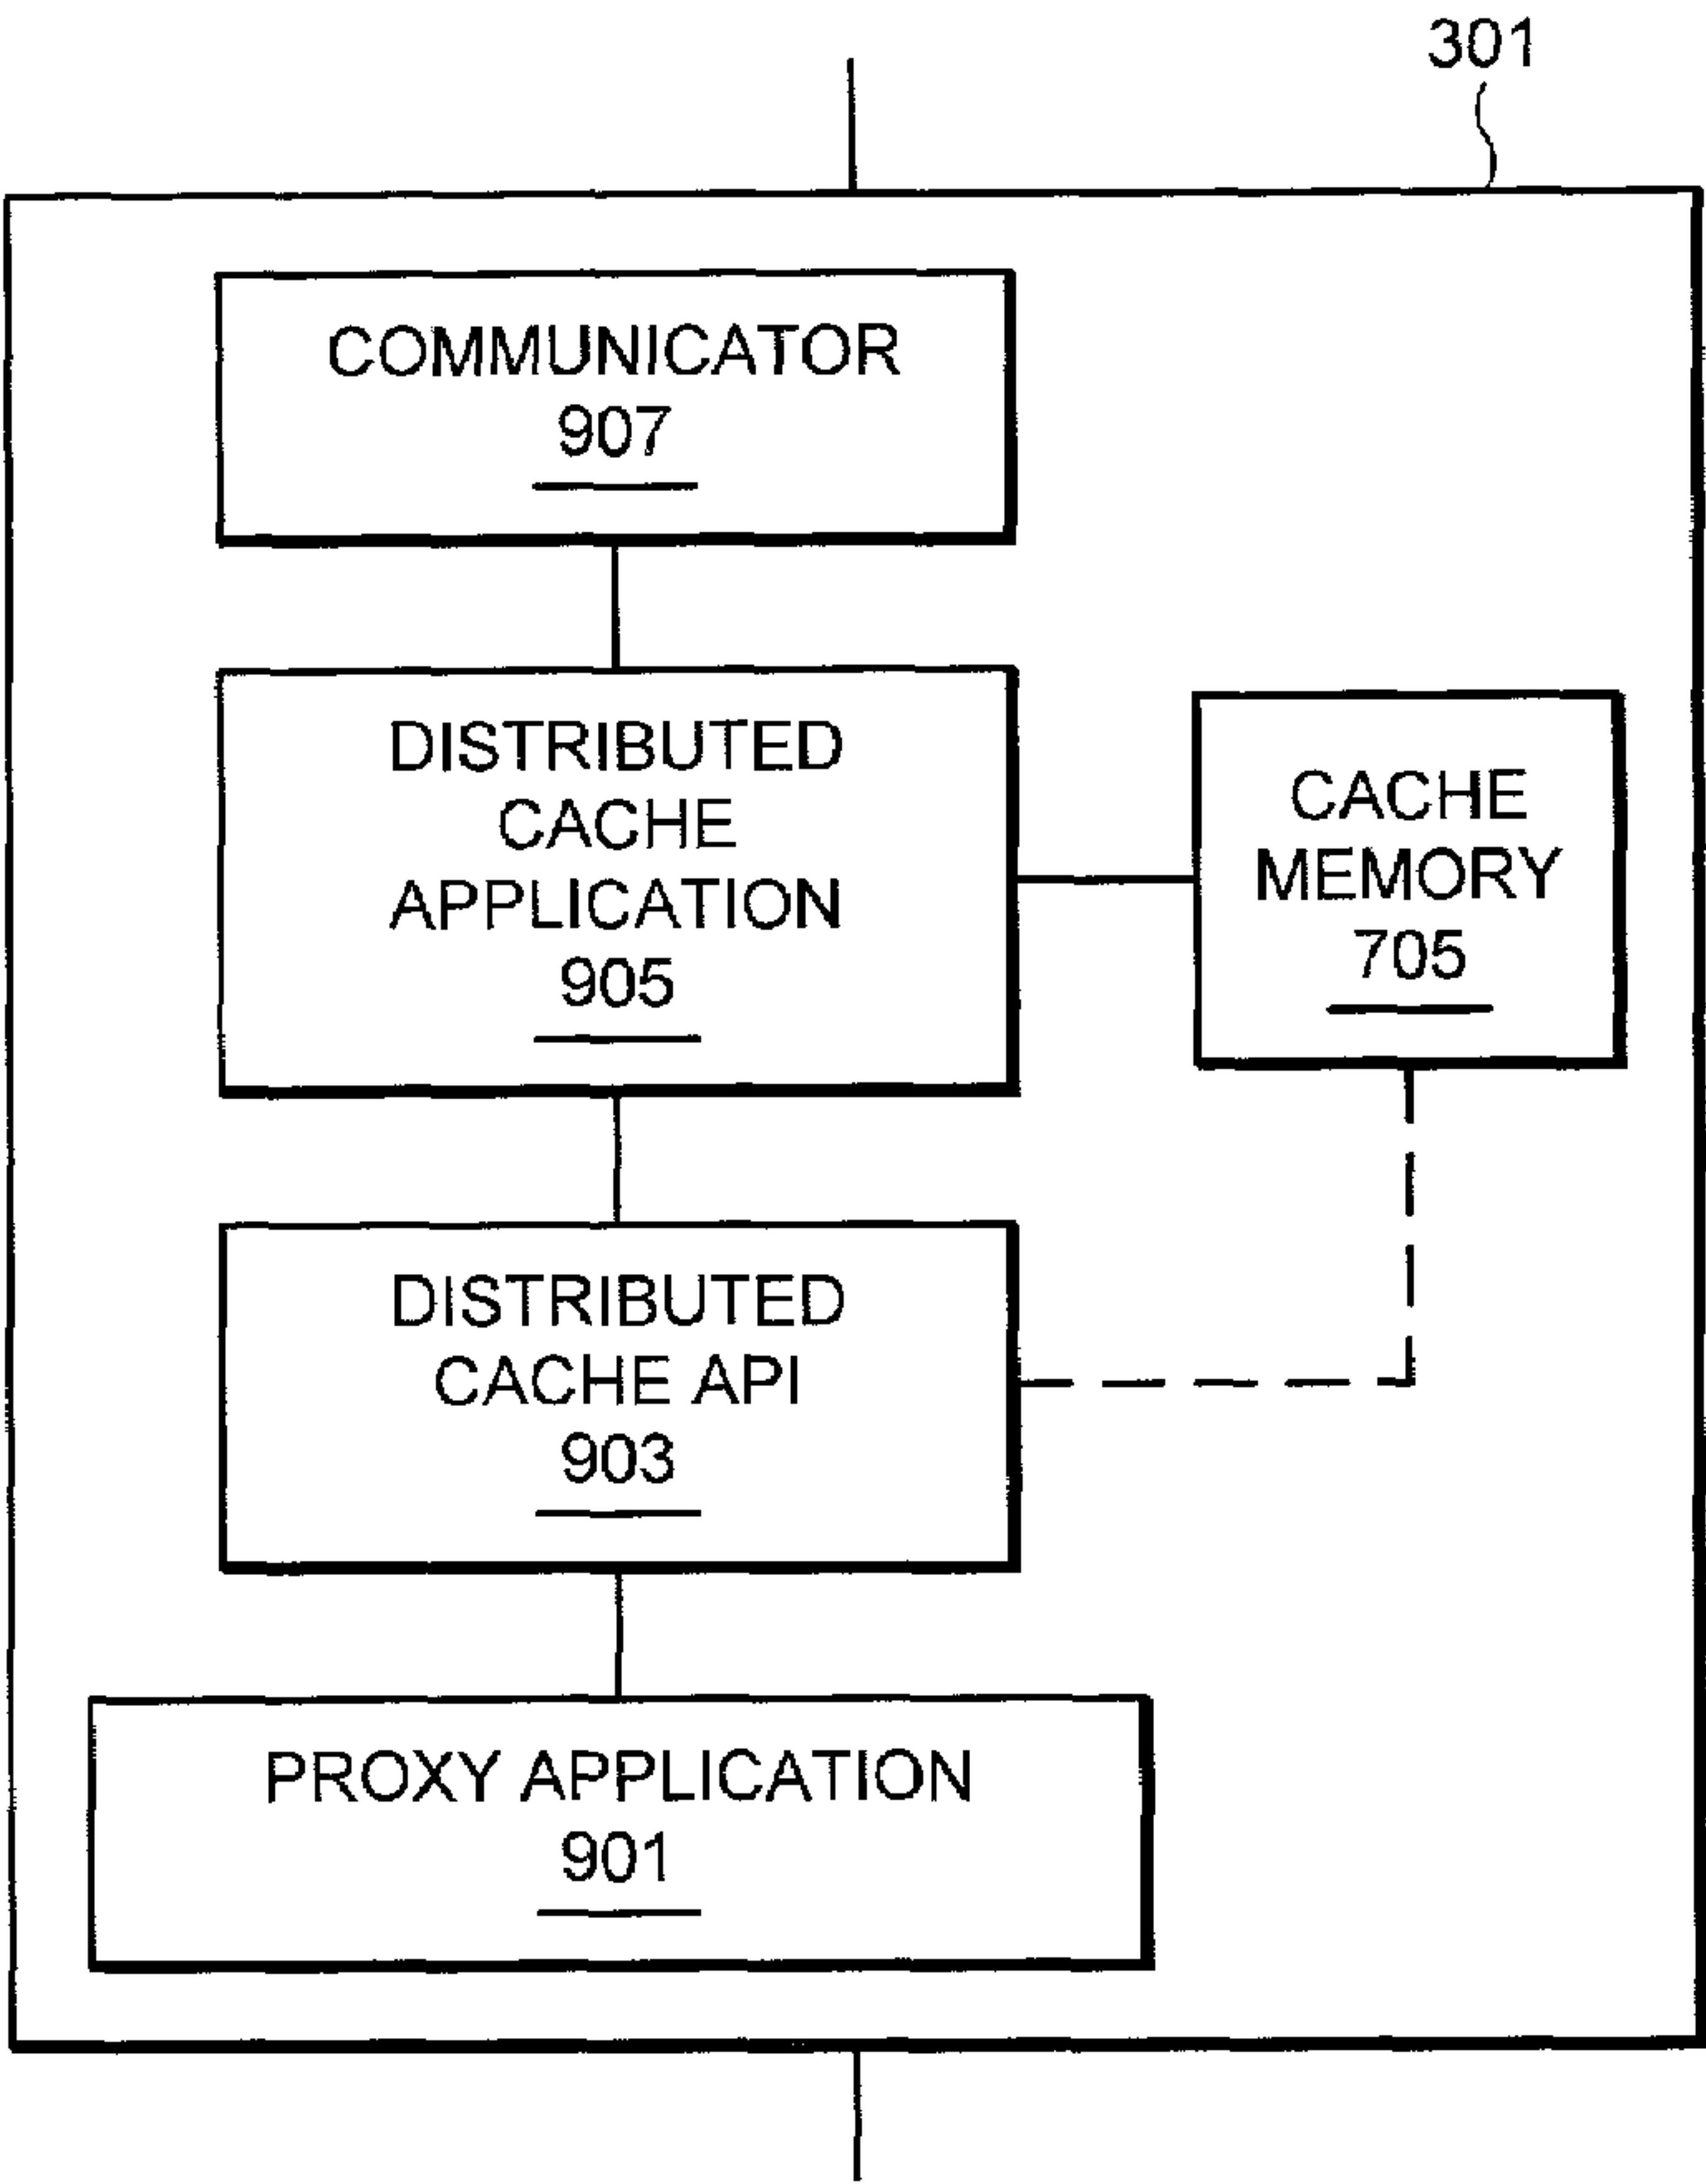 301
COMMUNICATOR
907
DISTRIBUTED
CACHE
APPLICATION
905
CACHE
MEMORY
705
DISTRIBUTED
CACHE API
903
PROXY APPLICATION
901